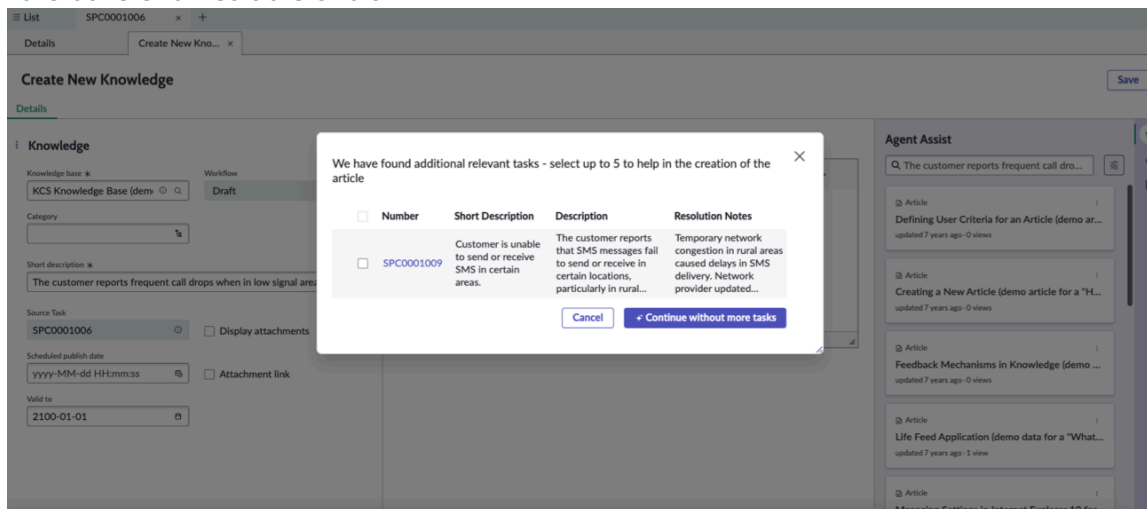 List
SPC0001006
Details
Create New Kno...
Create New Knowledge
Save
Details
Knowledge
Knowledge base
Workflow
KCS Knowledge Base (dem
Draft
Category
Short description
The customer reports frequent call drops when in low signal area
Source Task
SPC0001006
Display attachments
Scheduled publish date
yyyy-MM-dd HH:mm:ss
Attachment link
Valid to
2100-01-01
We have found additional relevant tasks - select up to 5 to help in the creation of the
article
Number Short Description Description Resolution Notes
SPC0001009
Customer is unable
to send or receive
SMS in certain
areas.
The customer reports
that SMS messages fail
to send or receive in
certain locations,
particularly in rural...
Temporary network
congestion in rural areas
caused delays in SMS
delivery. Network
provider updated...
Cancel
Continue without more tasks
Agent Assist
The customer reports frequent call dro...
Article
Defining User Criteria for an Article (demo ar...
updated 7 years ago - 0 views
Article
Creating a New Article (demo article for a "H...
updated 7 years ago - 0 views
Article
Feedback Mechanisms in Knowledge (demo ...
updated 7 years ago - 0 views
Article
Life Feed Application (demo data for a "What...
updated 7 years ago - 1 view
Article